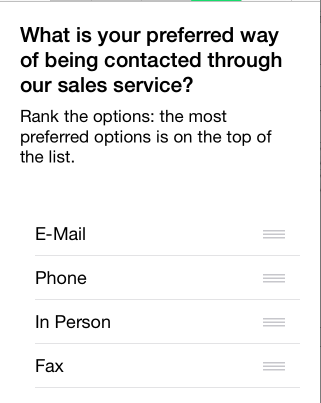 What is your preferred way
of being contacted through
our sales service?
Rank the options: the most
preferred options is on the top of
the list.
E-Mail
Phone
In Person
Fax